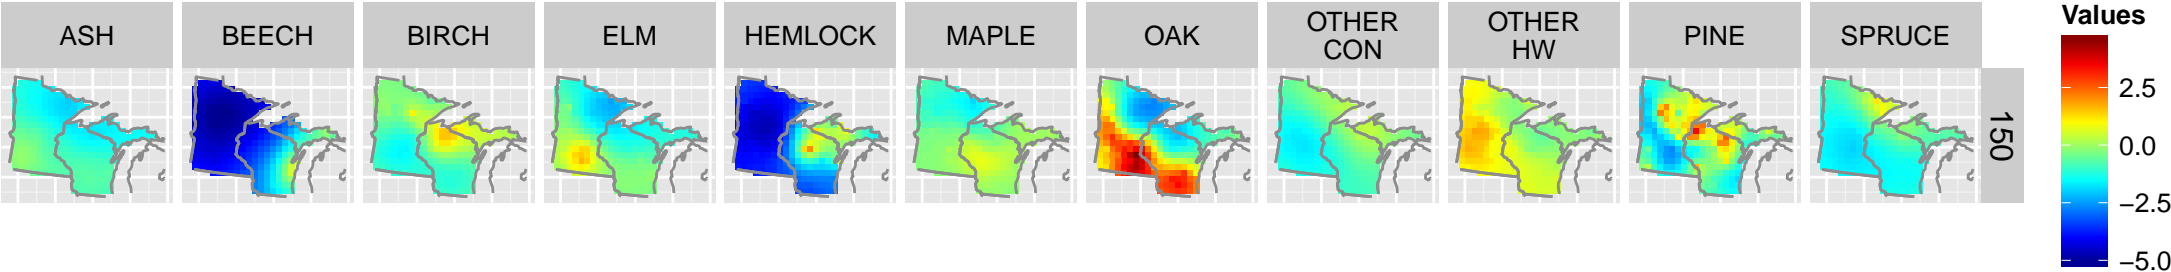 ASH
BEECH
BIRCH
ELM
HEMLOCK
MAPLE
OAK
OTHER
CON
OTHER
HW
PINE
SPRUCE
150
Values
2.5
0.0
−2.5
−5.0